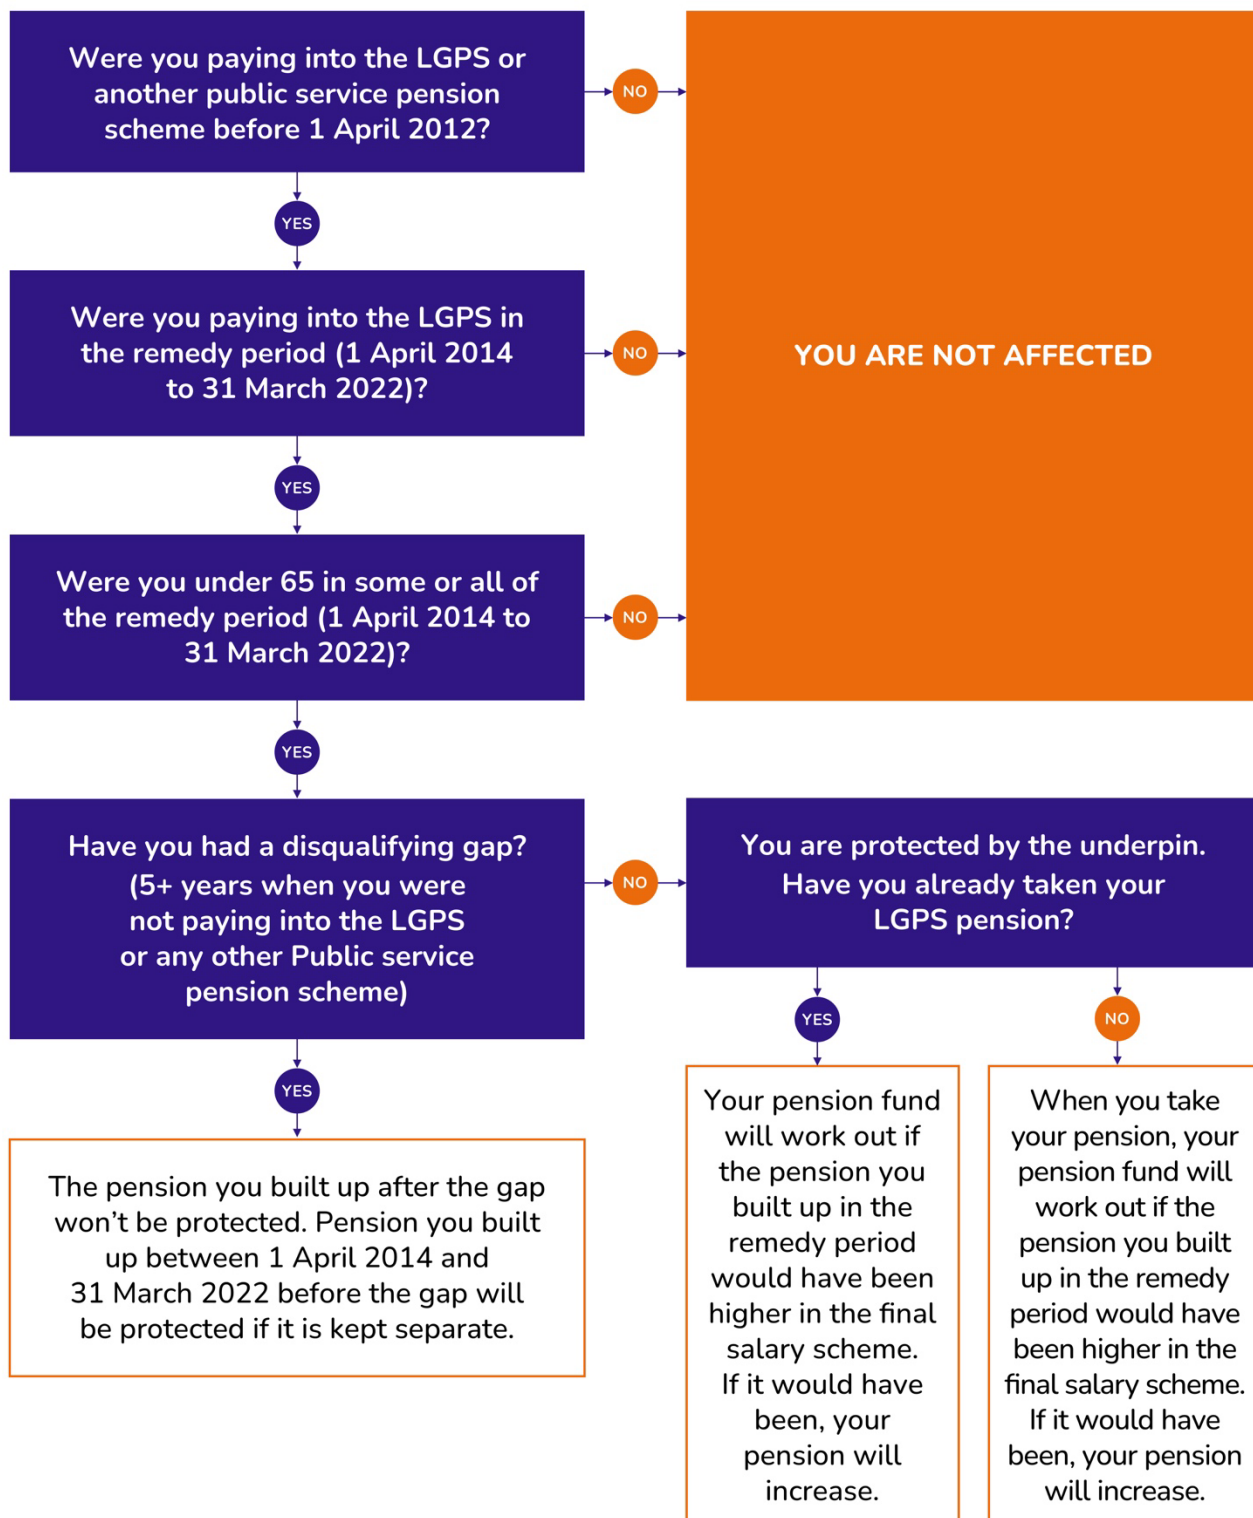 Were you paying into the LGPS or
another public service pension
scheme before 1 April 2012?
NO
YOU ARE NOT AFFECTED
YES
Were you paying into the LGPS in
the remedy period (1 April 2014
to 31 March 2022)?
NO
YES
Were you under 65 in some or all of
the remedy period (1 April 2014 to
31 March 2022)?
NO
YES
Have you had a disqualifying gap?
(5+ years when you were
not paying into the LGPS
or any other Public service
pension scheme)
NO
You are protected by the underpin.
Have you already taken your
LGPS pension?
YES
The pension you built up after the gap
won’t be protected. Pension you built
up between 1 April 2014 and
31 March 2022 before the gap will
be protected if it is kept separate.
YES
Your pension fund
will work out if
the pension you
built up in the
remedy period
would have been
higher in the final
salary scheme.
If it would have
been, your
pension will
increase.
NO
When you take
your pension, your
pension fund will
work out if the
pension you built
up in the remedy
period would have
been higher in the
final salary scheme.
If it would have
been, your pension
will increase.